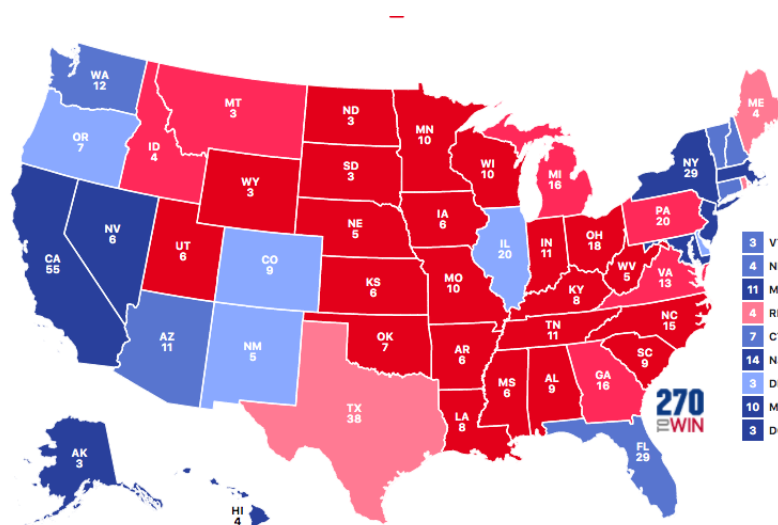 WA
12
OR
7
CA
55
NV
6
ID
4
MT
3
WY
3
UT
6
AZ
11
CO
9
NM
5
ND
3
SD
3
NE
5
KS
6
OK
7
TX
38
MN
10
IA
6
MO
10
AR
6
LA
8
WI
10
IL
20
MI
16
IN
11
OH
18
KY
8
TN
11
MS
6
AL
9
GA
16
FL
29
SC
9
NC
15
VA
13
WV
5
PA
20
NY
29
ME
4
AK
3
HI
4
270
TO WIN
3 V
4 N
11 M
4 R
7 C
14 N
3 D
10 M
3 D